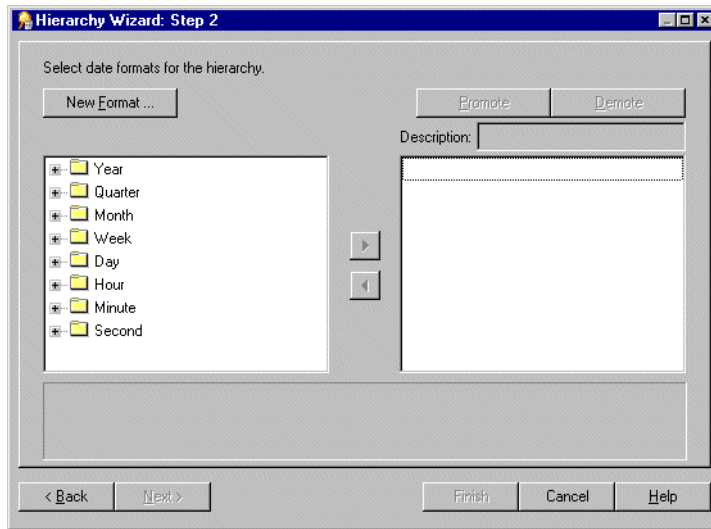 Hierarchy Wizard: Step 2
Select date formats for the hierarchy.
New Format ...
Promote
Demote
Description:
Year
Quarter
Month
Week
Day
Hour
Minute
Second
< Back
Next >
Finish
Cancel
Help